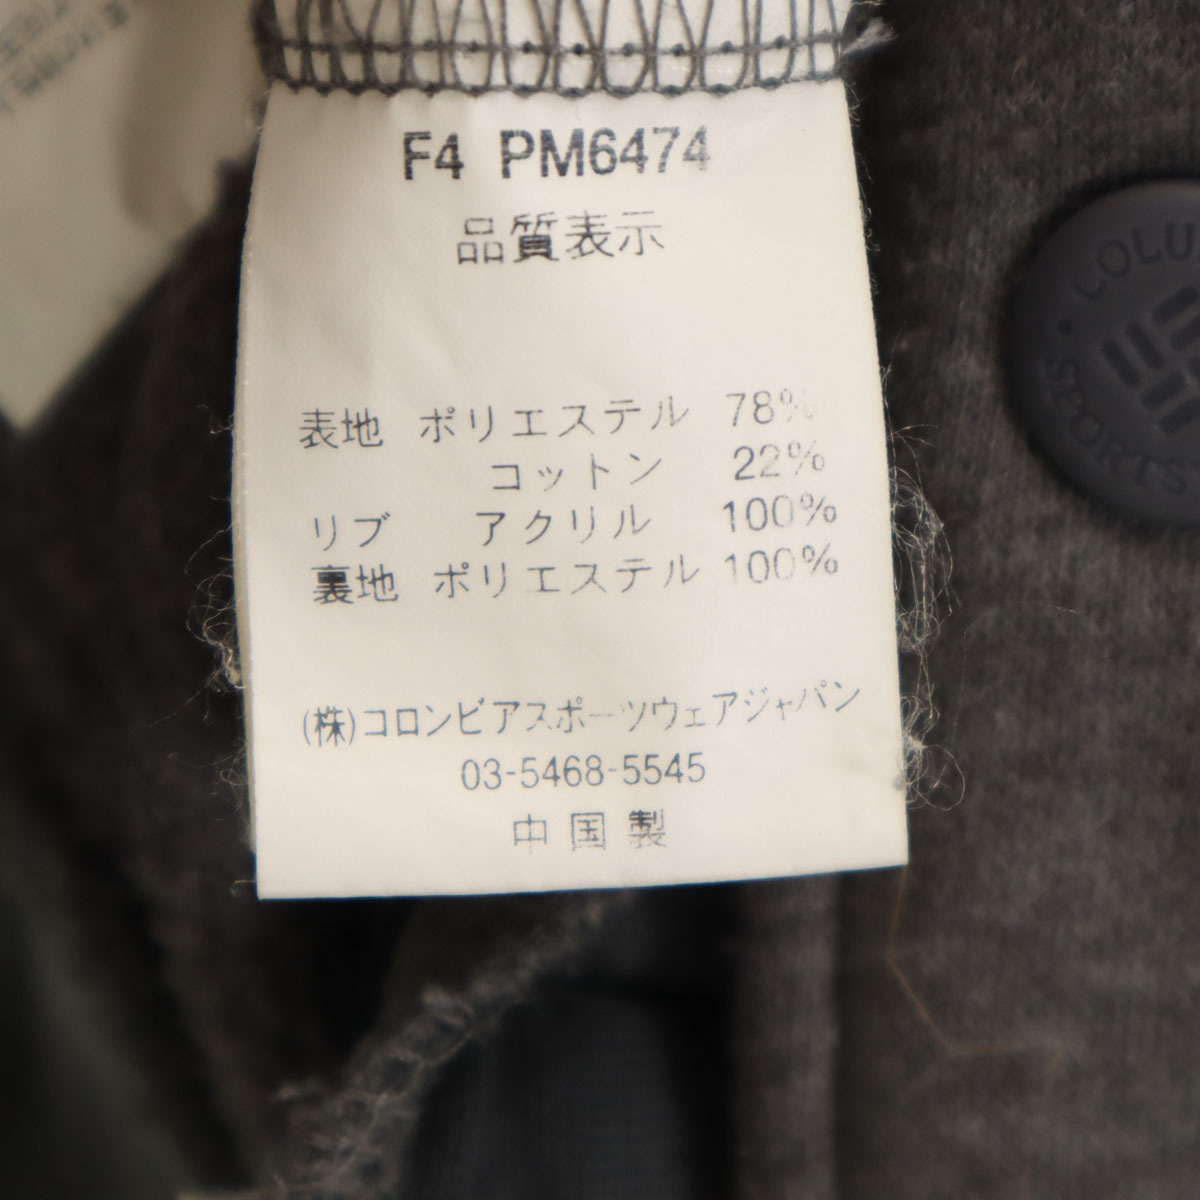 F4 PM6474
品質表示
表地 ポリエステル 78%
コットン 22%
リブ アクリル 100%
裏地 ポリエステル 100%
(株)コロンビアスポーツウェアジャパン
03-5468-5545
中国製